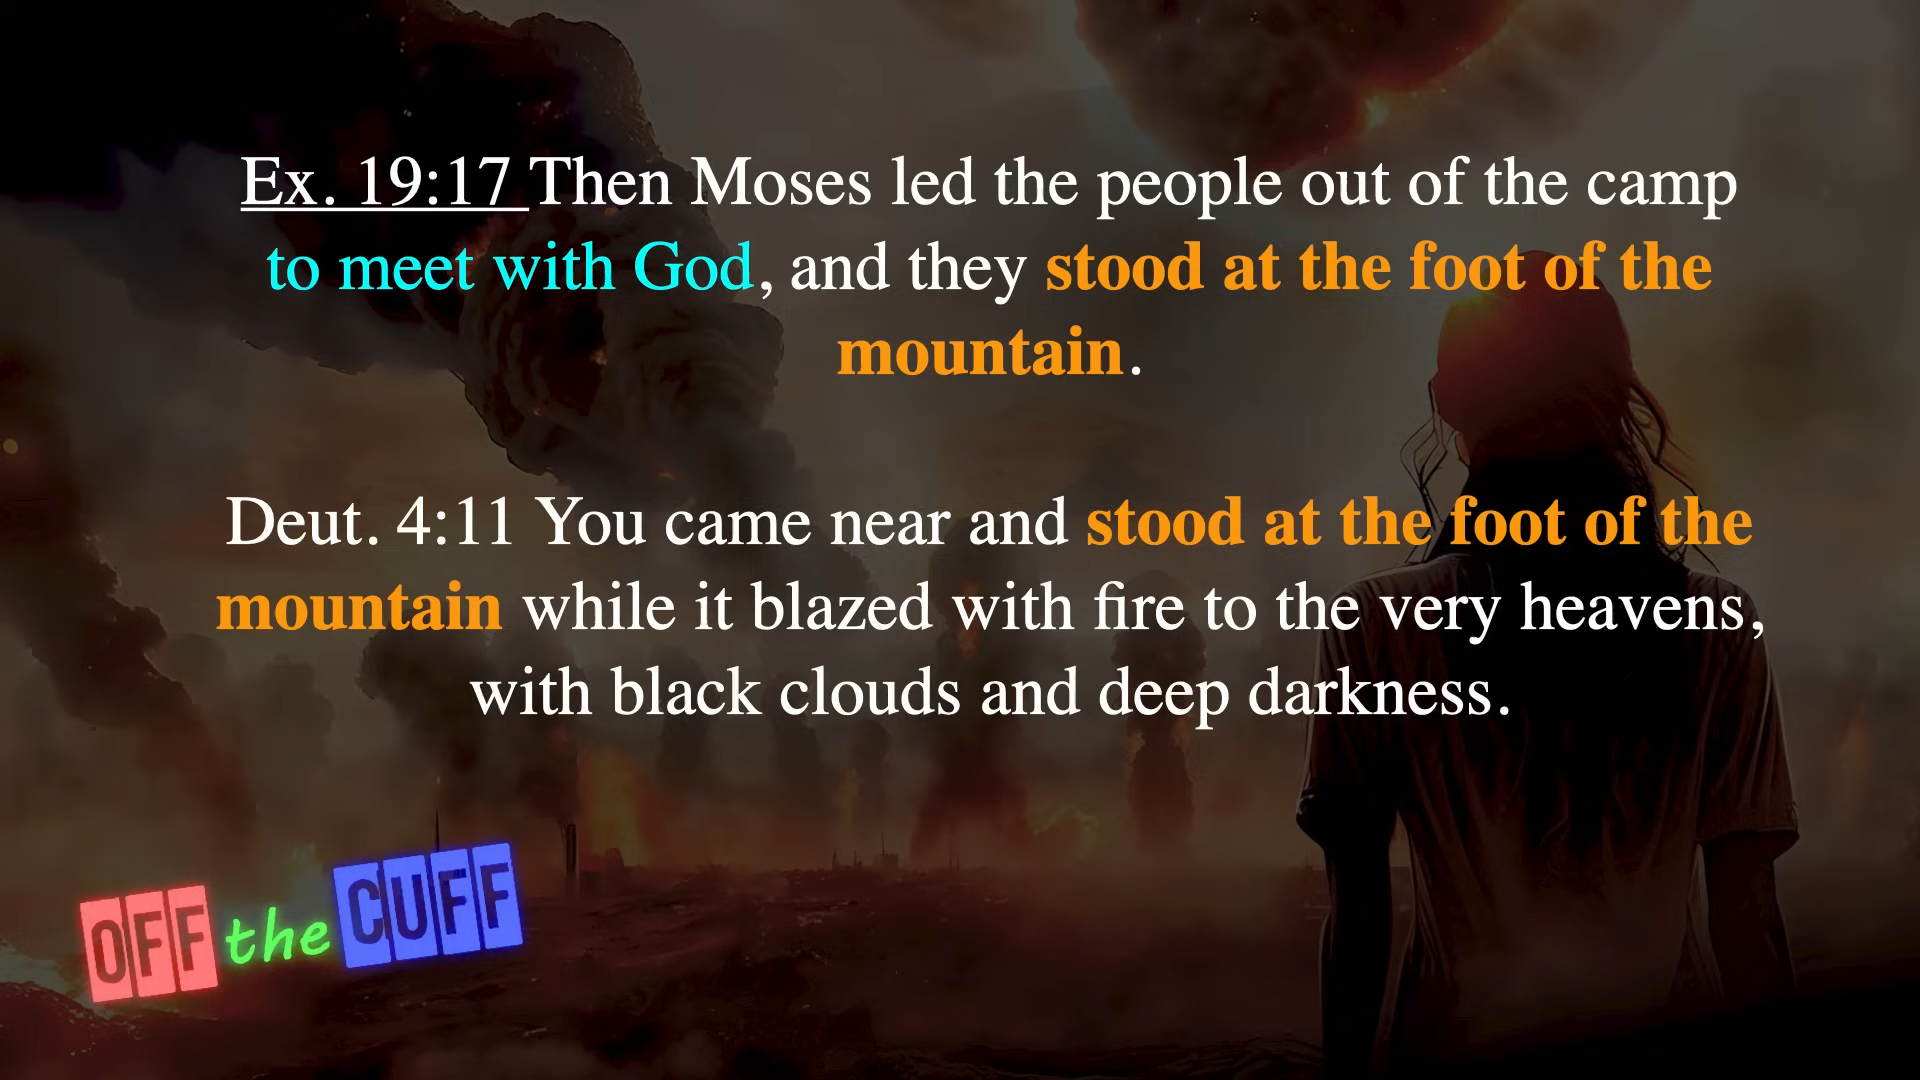 Ex. 19:17 Then Moses led the people out of the camp
to meet with God, and they stood at the foot of the
mountain.
Deut. 4:11 You came near and stood at the foot of the
mountain while it blazed with fire to the very heavens,
with black clouds and deep darkness.
OFF the CUFF